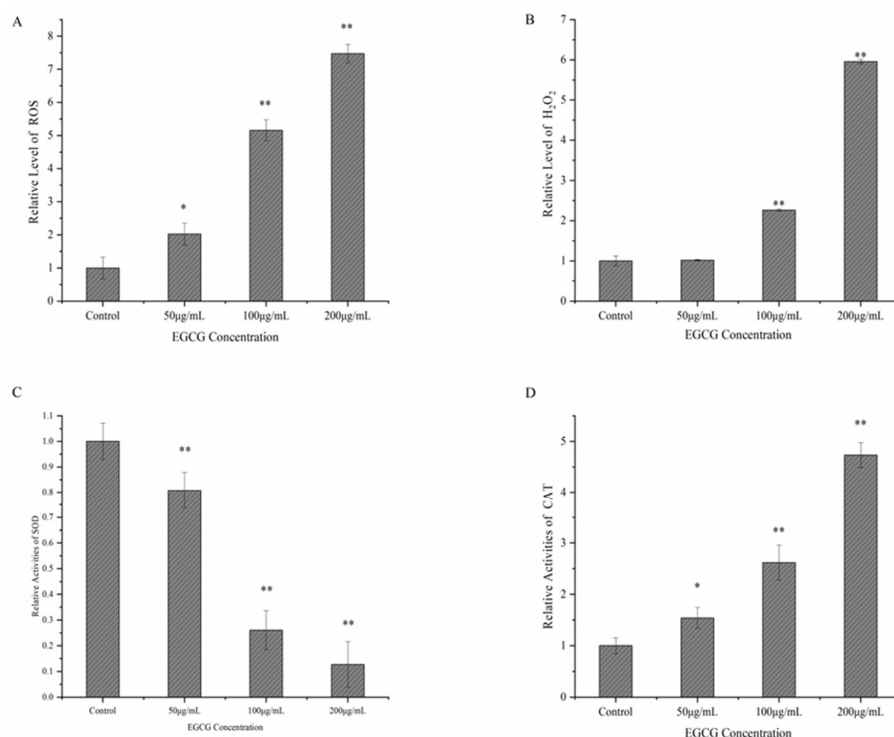 A
Relative Level of ROS
8
7
6
5
4
3
2
1
0
**
**
*
Control 50μg/mL 100μg/mL 200μg/mL
EGCG Concentration
B
Relative Level of H₂O₂
7
6
5
4
3
2
1
0
**
**
Control 50μg/mL 100μg/mL 200μg/mL
EGCG Concentration
C
Relative Activities of SOD
1.1
1.0
0.9
0.8
0.7
0.6
0.5
0.4
0.3
0.2
0.1
0.0
**
**
**
Control 50μg/mL 100μg/mL 200μg/mL
EGCG Concentration
D
Relative Activities of CAT
5
4
3
2
1
0
**
**
*
Control 50μg/mL 100μg/mL 200μg/mL
EGCG Concentration